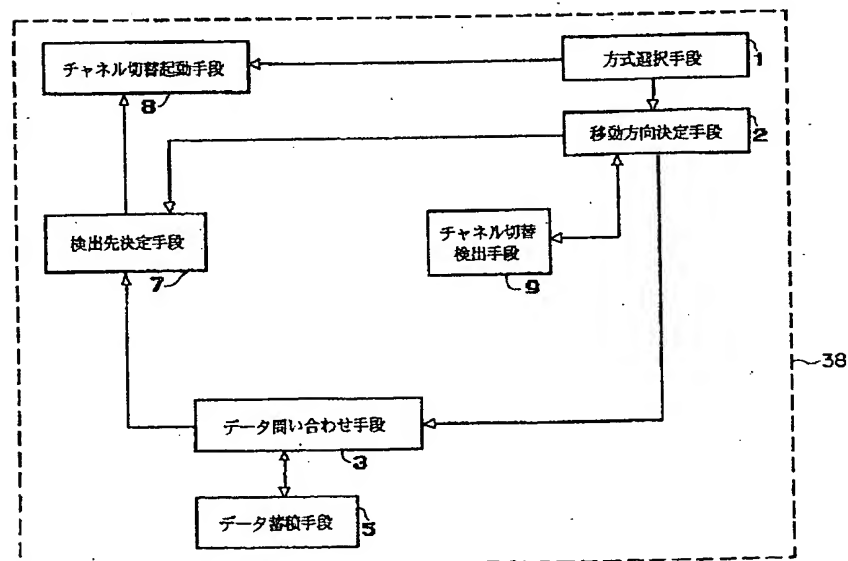 チャネル切替起動手段
8
方式選択手段
1
移動方向決定手段
2
検出先決定手段
7
チャネル切替
検出手段
9
38
データ問い合わせ手段
3
データ蓄積手段
5